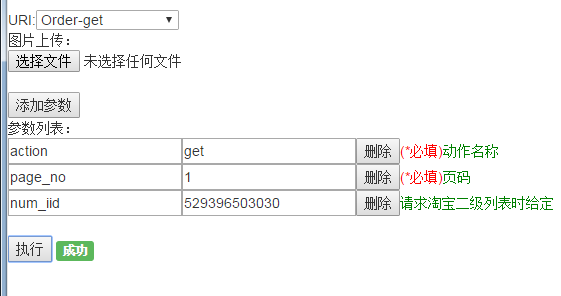 URI: Order-get
图片上传:
选择文件 未选择任何文件
添加参数
参数列表:
action get 删除 (*必填)动作名称
page_no 1 删除 (*必填)页码
num_iid 529396503030 删除 请求淘宝二级列表时给定
执行 成功